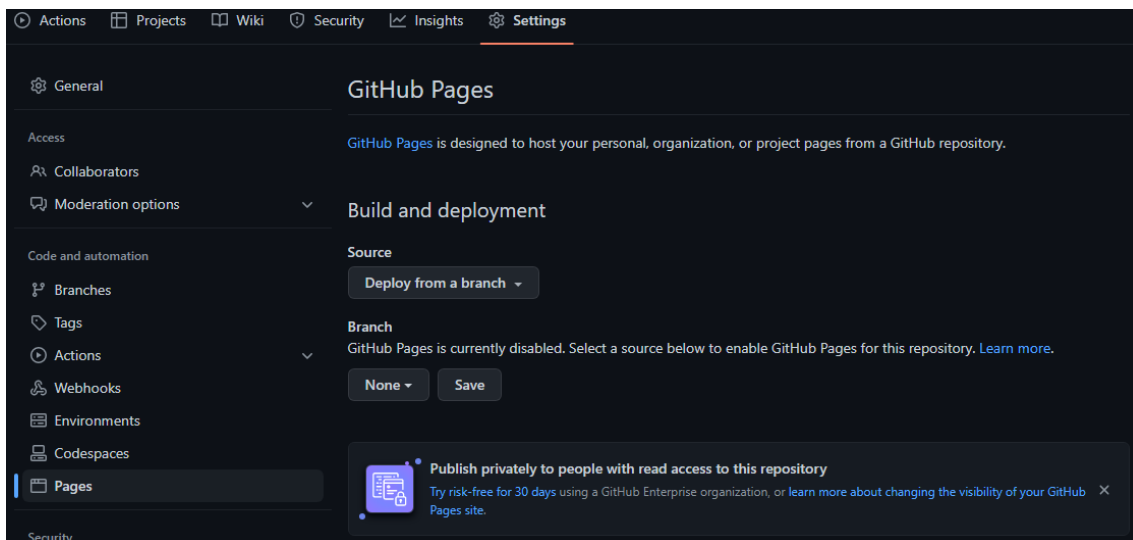 Actions Projects Wiki Security Insights Settings
General
Access
Collaborators
Moderation options
Code and automation
Branches
Tags
Actions
Webhooks
Environments
Codespaces
Pages
Security
GitHub Pages
GitHub Pages is designed to host your personal, organization, or project pages from a GitHub repository.
Build and deployment
Source
Deploy from a branch
Branch
GitHub Pages is currently disabled. Select a source below to enable GitHub Pages for this repository. Learn more.
None Save
Publish privately to people with read access to this repository
Try risk-free for 30 days using a GitHub Enterprise organization, or learn more about changing the visibility of your GitHub
Pages site.